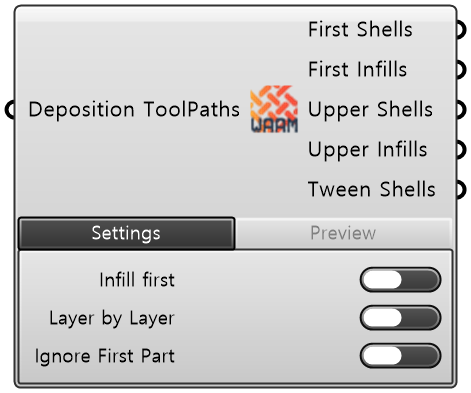 First Shells
First Infills
Deposition ToolPaths
WAAM
Upper Shells
Upper Infills
Tween Shells
Settings
Preview
Infill first
Layer by Layer
Ignore First Part